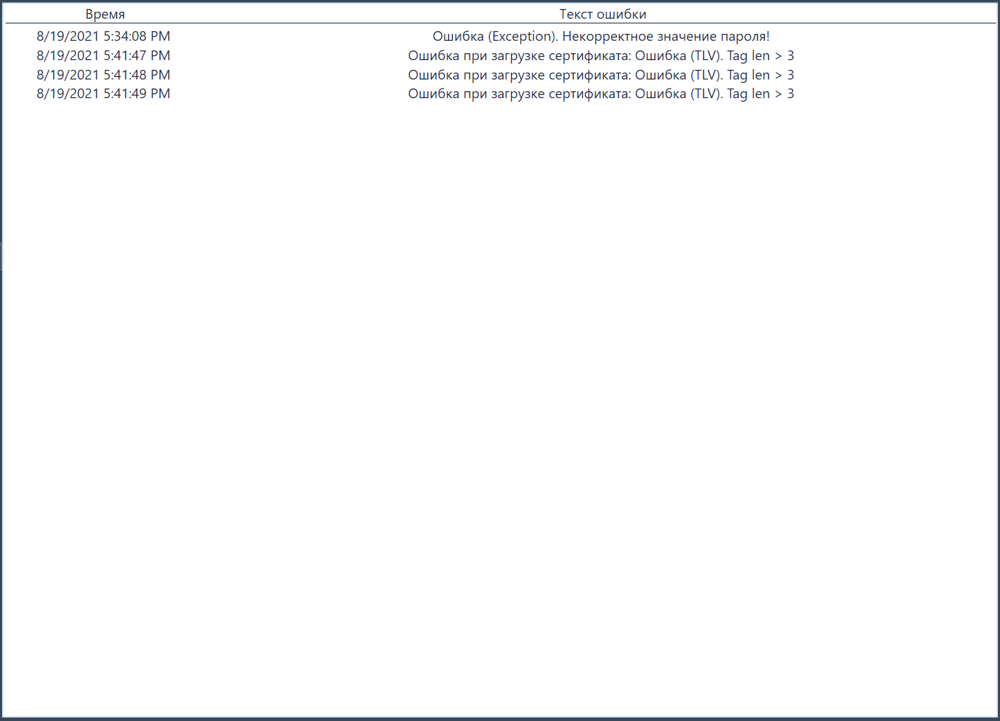 Время Текст ошибки
8/19/2021 5:34:08 PM Ошибка (Exception). Некорректное значение пароля!
8/19/2021 5:41:47 PM Ошибка при загрузке сертификата: Ошибка (TLV). Tag len > 3
8/19/2021 5:41:48 PM Ошибка при загрузке сертификата: Ошибка (TLV). Tag len > 3
8/19/2021 5:41:49 PM Ошибка при загрузке сертификата: Ошибка (TLV). Tag len > 3